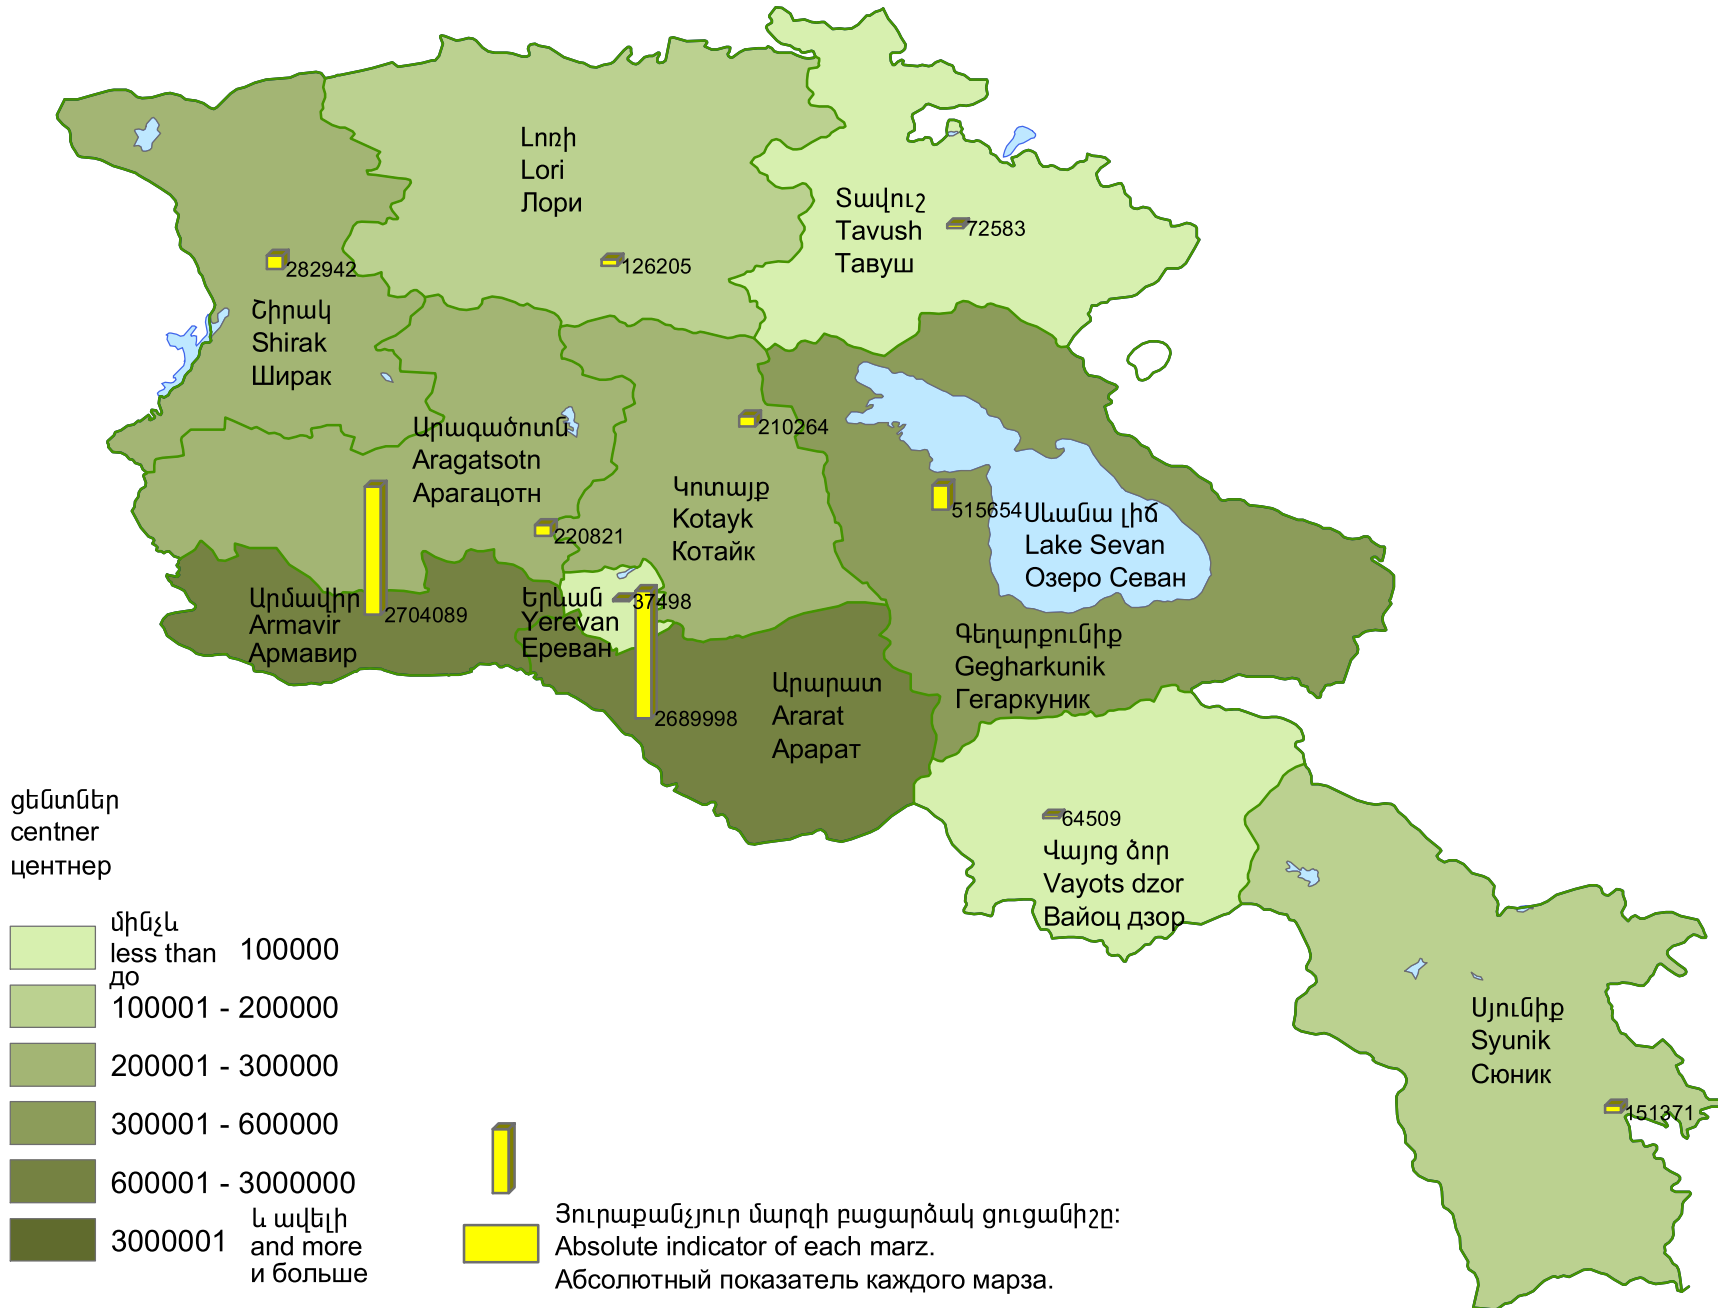 Լոռի
Lori
Лори
126205
Տավուշ
Tavush
Тавуш
72583
282942
Շիրակ
Shirak
Ширак
Արագածոտն
Aragatsotn
Арагацотн
220821
210264
Կոտայք
Kotayk
Котайк
515654
Սևանա լիճ
Lake Sevan
Озеро Севан
Գեղարքունիք
Gegharkunik
Гегаркуник
Արմավիր
Armavir
Армавир
2704089
Երևան
Yerevan
Ереван
37498
2689998
Արարատ
Ararat
Арарат
64509
Վայոց ձոր
Vayots dzor
Вайоц дзор
Սյունիք
Syunik
Сюник
151371
ցենտներ
centner
центнер
մինչև
less than 100000
до
100001 - 200000
200001 - 300000
300001 - 600000
600001 - 3000000
3000001 և ավելի
and more
и больше
Յուրաքանչյուր մարզի բացարձակ ցուցանիշը:
Absolute indicator of each marz.
Абсолютный показатель каждого марза.